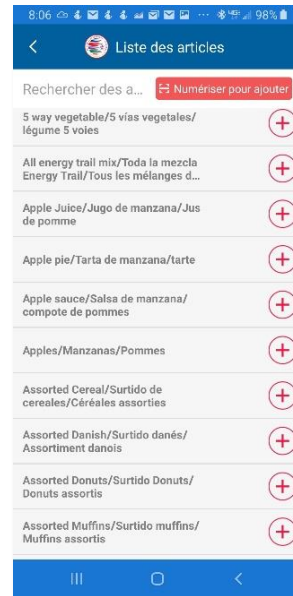 8:06 98%
Liste des articles
Rechercher des a... Numériser pour ajouter
5 way vegetable/5 vías vegetales/
légume 5 voies
All energy trail mix/Toda la mezcla
Energy Trail/Tous les mélanges d...
Apple Juice/Jugo de manzana/Jus
de pomme
Apple pie/Tarta de manzana/tarte
Apple sauce/Salsa de manzana/
compote de pommes
Apples/Manzanas/Pommes
Assorted Cereal/Surtido de
cereales/Céréales assorties
Assorted Danish/Surtido danés/
Assortiment danois
Assorted Donuts/Surtido Donuts/
Donuts assortis
Assorted Muffins/Surtido muffins/
Muffins assortis